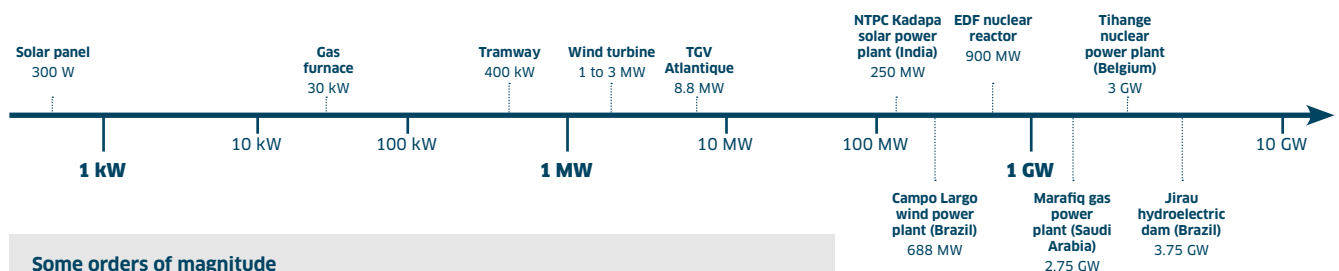 Solar panel
300 W
Gas
furnace
30 kW
Tramway
400 kW
Wind turbine
1 to 3 MW
TGV
Atlantique
8.8 MW
NTPC Kadapa
solar power
plant (India)
250 MW
EDF nuclear
reactor
900 MW
Tihange
nuclear
power plant
(Belgium)
3 GW
1 kW
10 kW
100 kW
1 MW
10 MW
100 MW
1 GW
10 GW
Campo Largo
wind power
plant (Brazil)
688 MW
Marafiq gas
power
plant (Saudi
Arabia)
2.75 GW
Jirau
hydroelectric
dam (Brazil)
3.75 GW
Some orders of magnitude